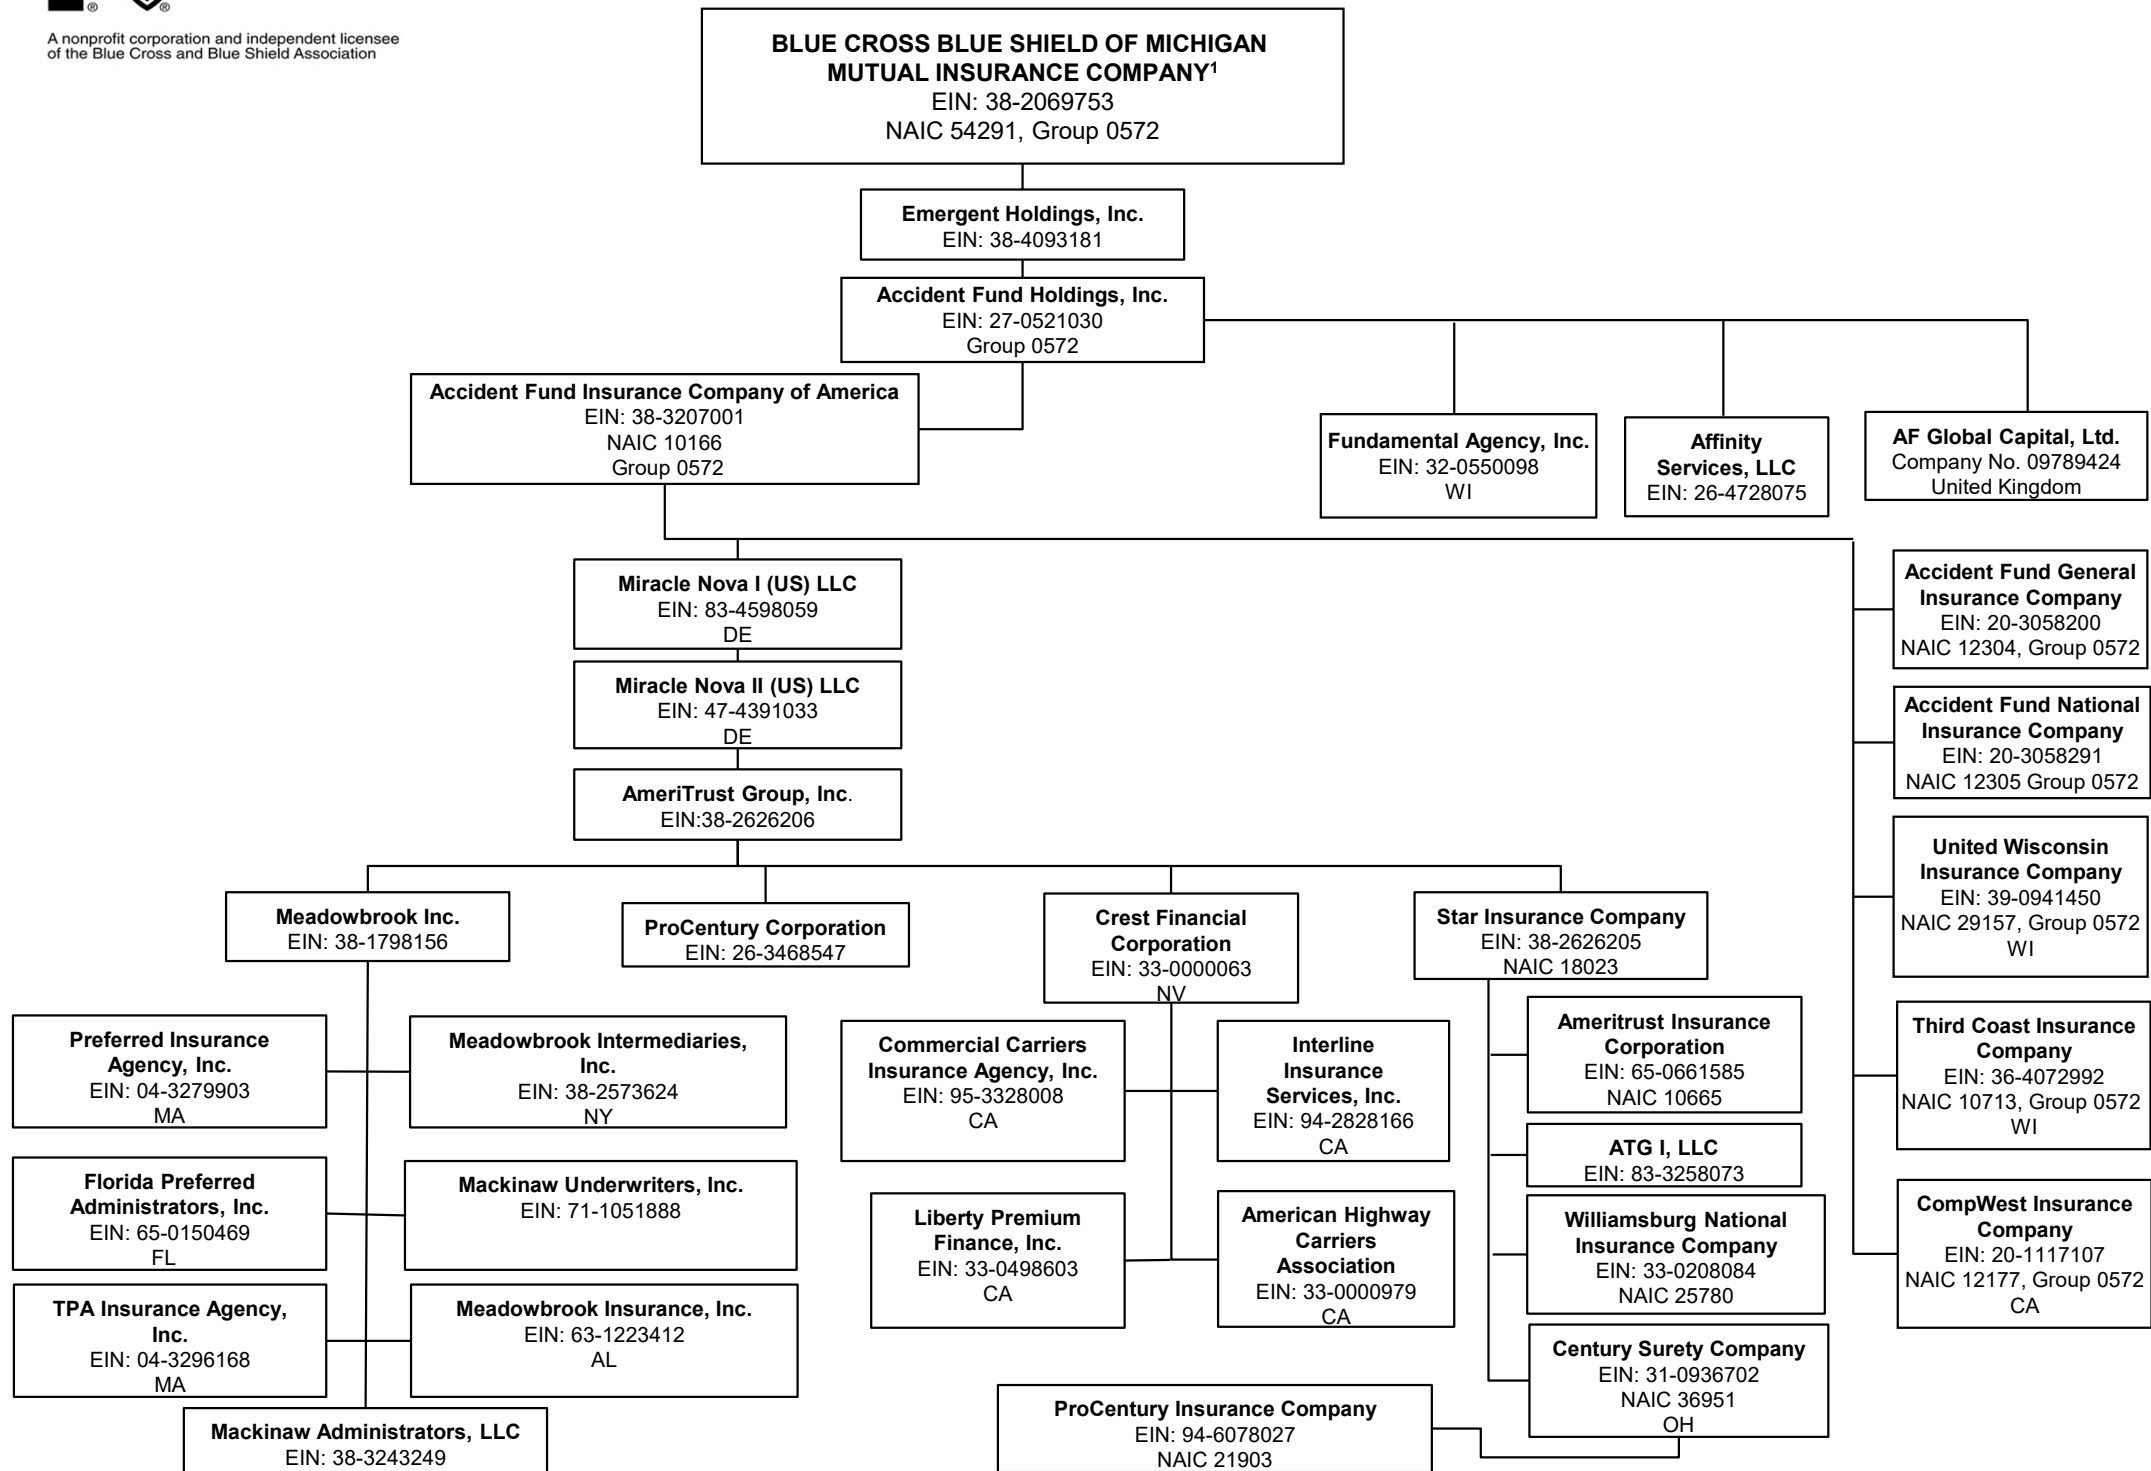 ®
®
A nonprofit corporation and independent licensee
of the Blue Cross and Blue Shield Association
BLUE CROSS BLUE SHIELD OF MICHIGAN
MUTUAL INSURANCE COMPANY¹
EIN: 38-2069753
NAIC 54291, Group 0572
Emergent Holdings, Inc.
EIN: 38-4093181
Accident Fund Holdings, Inc.
EIN: 27-0521030
Group 0572
Accident Fund Insurance Company of America
EIN: 38-3207001
NAIC 10166
Group 0572
Fundamental Agency, Inc.
EIN: 32-0550098
WI
Affinity
Services, LLC
EIN: 26-4728075
AF Global Capital, Ltd.
Company No. 09789424
United Kingdom
Miracle Nova I (US) LLC
EIN: 83-4598059
DE
Miracle Nova II (US) LLC
EIN: 47-4391033
DE
AmeriTrust Group, Inc.
EIN:38-2626206
Accident Fund General
Insurance Company
EIN: 20-3058200
NAIC 12304, Group 0572
Accident Fund National
Insurance Company
EIN: 20-3058291
NAIC 12305 Group 0572
United Wisconsin
Insurance Company
EIN: 39-0941450
NAIC 29157, Group 0572
WI
Third Coast Insurance
Company
EIN: 36-4072992
NAIC 10713, Group 0572
WI
CompWest Insurance
Company
EIN: 20-1117107
NAIC 12177, Group 0572
CA
Meadowbrook Inc.
EIN: 38-1798156
ProCentury Corporation
EIN: 26-3468547
Crest Financial
Corporation
EIN: 33-0000063
NV
Star Insurance Company
EIN: 38-2626205
NAIC 18023
Preferred Insurance
Agency, Inc.
EIN: 04-3279903
MA
Meadowbrook Intermediaries,
Inc.
EIN: 38-2573624
NY
Florida Preferred
Administrators, Inc.
EIN: 65-0150469
FL
Mackinaw Underwriters, Inc.
EIN: 71-1051888
TPA Insurance Agency,
Inc.
EIN: 04-3296168
MA
Meadowbrook Insurance, Inc.
EIN: 63-1223412
AL
Mackinaw Administrators, LLC
EIN: 38-3243249
Commercial Carriers
Insurance Agency, Inc.
EIN: 95-3328008
CA
Interline
Insurance
Services, Inc.
EIN: 94-2828166
CA
Liberty Premium
Finance, Inc.
EIN: 33-0498603
CA
American Highway
Carriers
Association
EIN: 33-0000979
CA
Ameritrust Insurance
Corporation
EIN: 65-0661585
NAIC 10665
ATG I, LLC
EIN: 83-3258073
Williamsburg National
Insurance Company
EIN: 33-0208084
NAIC 25780
Century Surety Company
EIN: 31-0936702
NAIC 36951
OH
ProCentury Insurance Company
EIN: 94-6078027
NAIC 21903